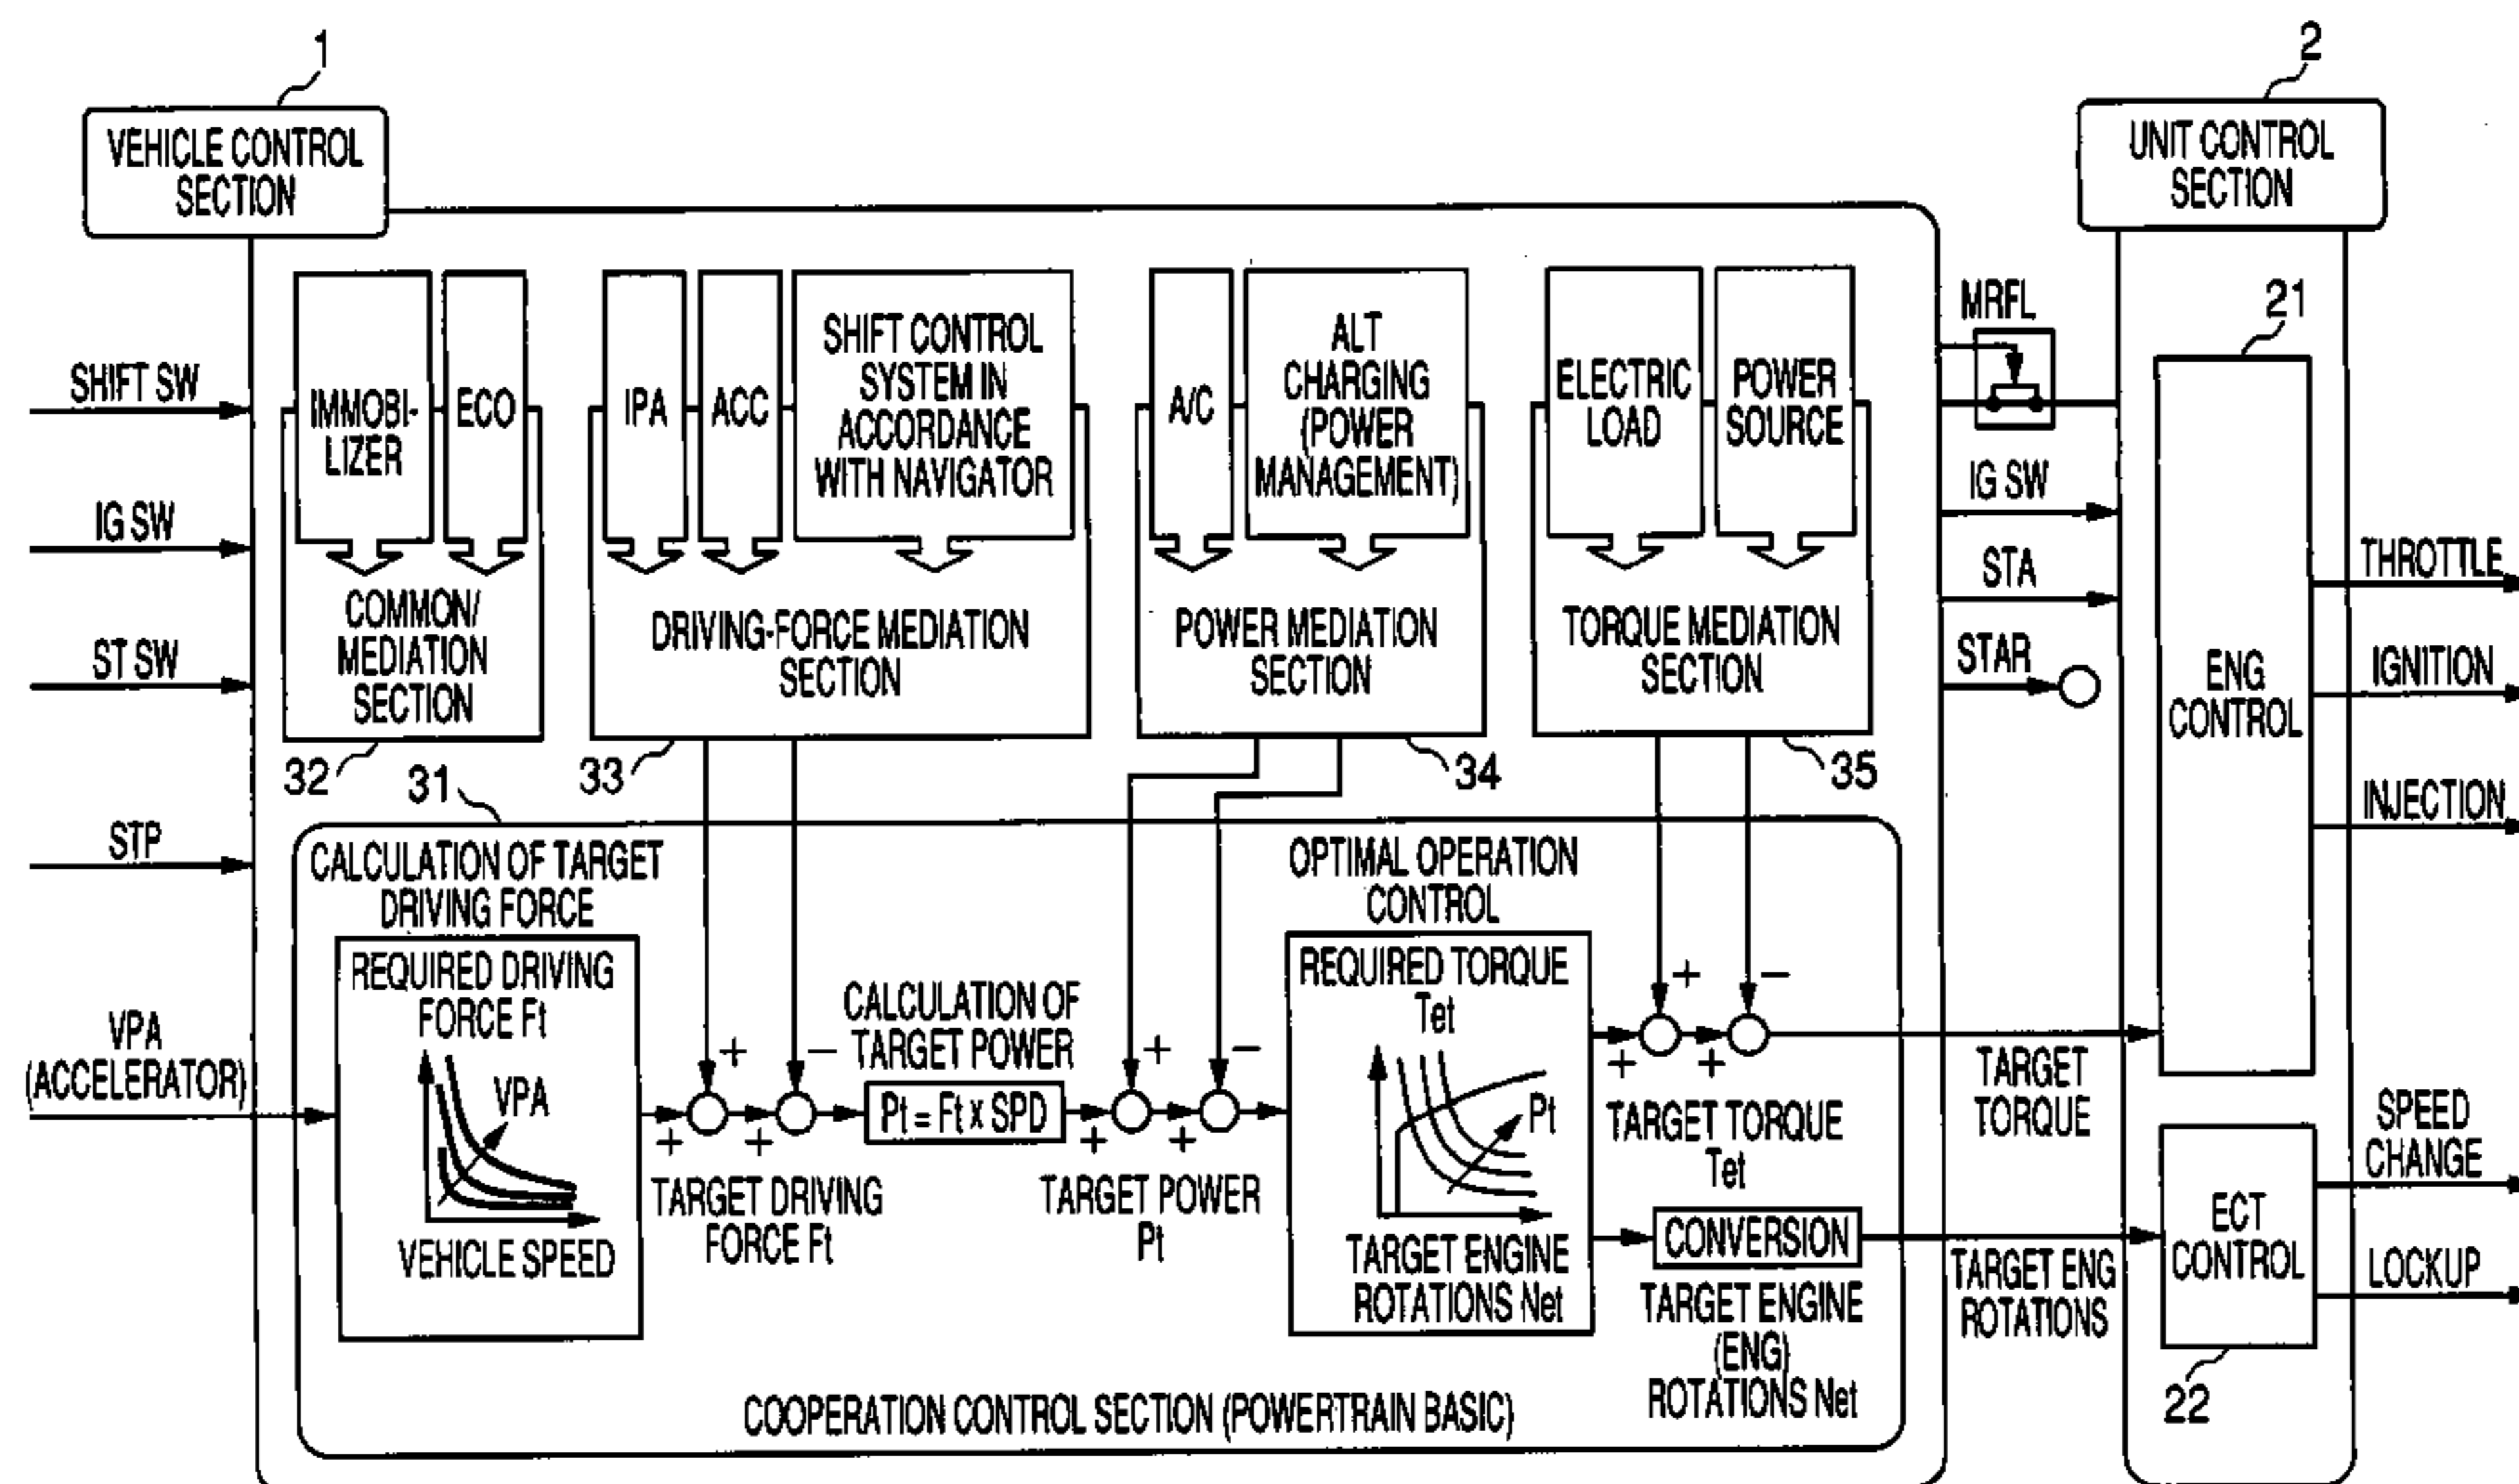 1
VEHICLE CONTROL
SECTION
2
UNIT CONTROL
SECTION
SHIFT SW
IG SW
ST SW
STP
VPA
(ACCELERATOR)
IMMOBI-
LIZER
ECO
COMMON/
MEDIATION
SECTION
32
IPA
ACC
SHIFT CONTROL
SYSTEM IN
ACCORDANCE
WITH NAVIGATOR
DRIVING-FORCE MEDIATION
SECTION
33
A/C
ALT
CHARGING
(POWER
MANAGEMENT)
POWER MEDIATION
SECTION
34
ELECTRIC
LOAD
POWER
SOURCE
TORQUE MEDIATION
SECTION
35
MRFL
IG SW
STA
STAR
21
ENG
CONTROL
THROTTLE
IGNITION
INJECTION
31
CALCULATION OF TARGET
DRIVING FORCE
REQUIRED DRIVING
FORCE Ft
VPA
VEHICLE SPEED
+
−
+
+
TARGET DRIVING
FORCE Ft
CALCULATION OF
TARGET POWER
Pt = Ft x SPD
+
−
+
+
TARGET POWER
Pt
OPTIMAL OPERATION
CONTROL
REQUIRED TORQUE
Tet
Pt
TARGET ENGINE
ROTATIONS Net
+
−
+
+
TARGET TORQUE
Tet
CONVERSION
TARGET ENGINE
(ENG)
ROTATIONS Net
COOPERATION CONTROL SECTION (POWERTRAIN BASIC)
TARGET
TORQUE
TARGET ENG
ROTATIONS
ECT
CONTROL
22
SPEED
CHANGE
LOCKUP